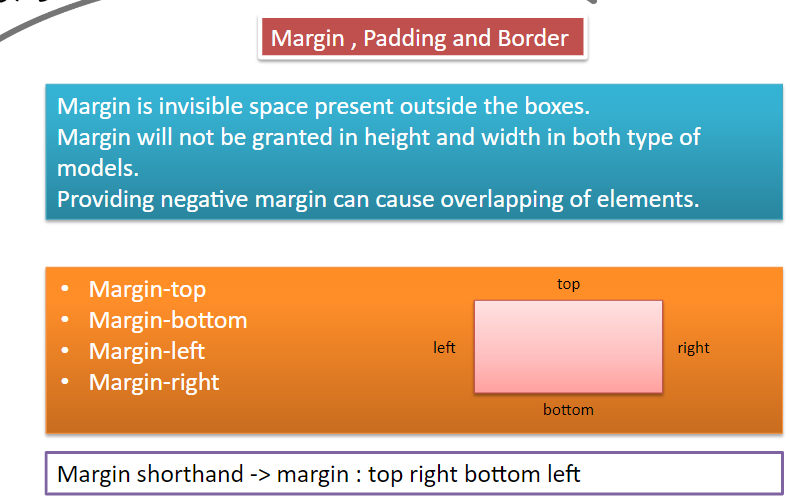 Margin , Padding and Border
Margin is invisible space present outside the boxes.
Margin will not be granted in height and width in both type of
models.
Providing negative margin can cause overlapping of elements.
• Margin-top
• Margin-bottom
• Margin-left
• Margin-right
top
left
right
bottom
Margin shorthand -> margin : top right bottom left